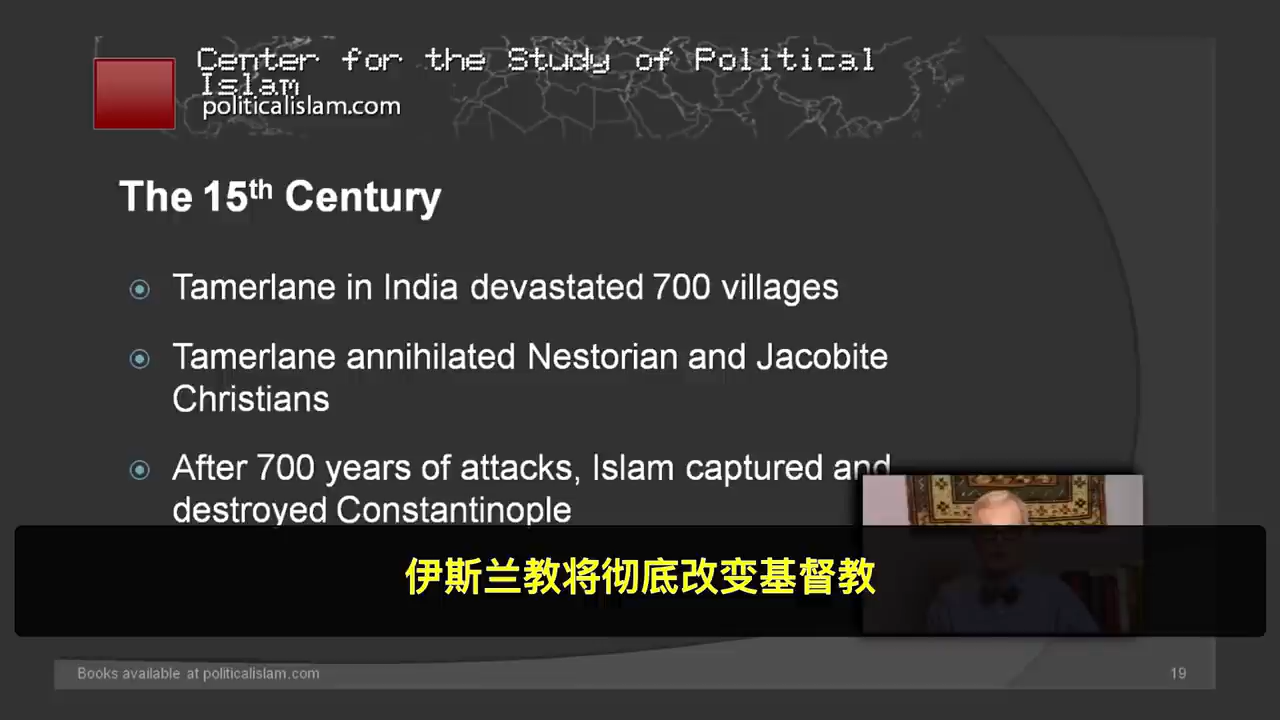 Center for the Study of Political
Islam
politicalislam.com
The 15th Century
Tamerlane in India devastated 700 villages
Tamerlane annihilated Nestorian and Jacobite
Christians
After 700 years of attacks, Islam captured and
destroyed Constantinople
伊斯兰教将彻底改变基督教
Books available at politicalislam.com
19